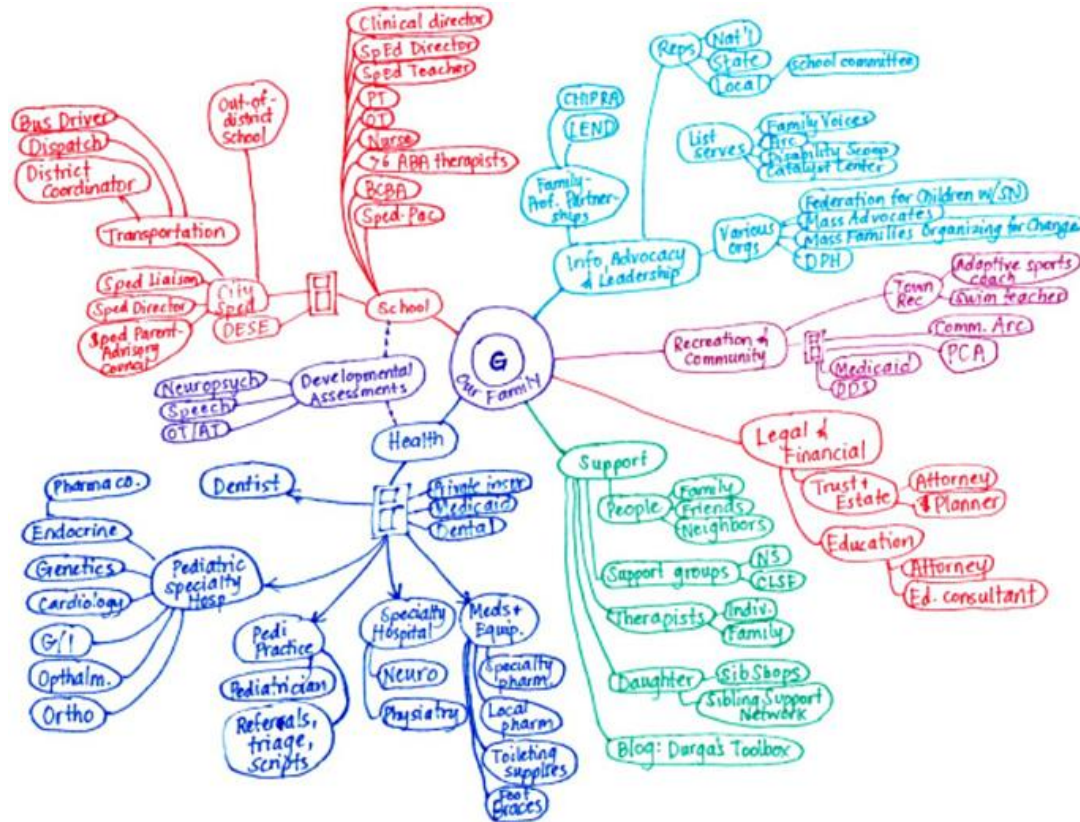 G
Our Family
School
Clinical director
SpEd Director
Sped Teacher
PT
OT
Nurse
>6 ABA therapists
BCBA
Sped-Pac
Out-of-
district
School
Bus Driver
Dispatch
District
Coordinator
Transportation
Sped Liaison
Sped Director
Sped Parent-
Advisory
Council
City
Sped
DESE
Developmental
Assessments
Neuropsych
Speech
OT/AT
Health
Dentist
Private insur.
Medicaid
Dental
Pharma co.
Endocrine
Genetics
Cardiology
G/I
Opthalm.
Ortho
Pediatric
Specialty
Hosp
Pedi
Practice
Pediatrician
Referrals,
triage,
scripts
Specialty
Hospital
Neuro
Physiatry
Meds +
Equip.
Specialty
pharm.
Local
pharm
Toileting
supplies
Foot
Braces
Support
People
Family
Friends
Neighbors
Support groups
NS
CLSF
Therapists
Indiv.
Family
Daughter
SibShops
Sibling Support
Network
Blog: Durga's Toolbox
Legal &
Financial
Trust +
Estate
Attorney
$ Planner
Education
Attorney
Ed. consultant
Recreation &
Community
Town
Rec
Adaptive sports
coach
Swim teacher
Comm. Arc
PCA
Medicaid
DDS
Info, Advocacy
& Leadership
Family-
Prof. Partner-
ships
CHIPRA
LEND
Reps
Nat'l
State
Local
school committee
List
serves
Family Voices
Arc
Disability Scoop
Catalyst Center
Various
orgs
Federation for Children w/SN
Mass Advocates
Mass Families Organizing for Change
DPH